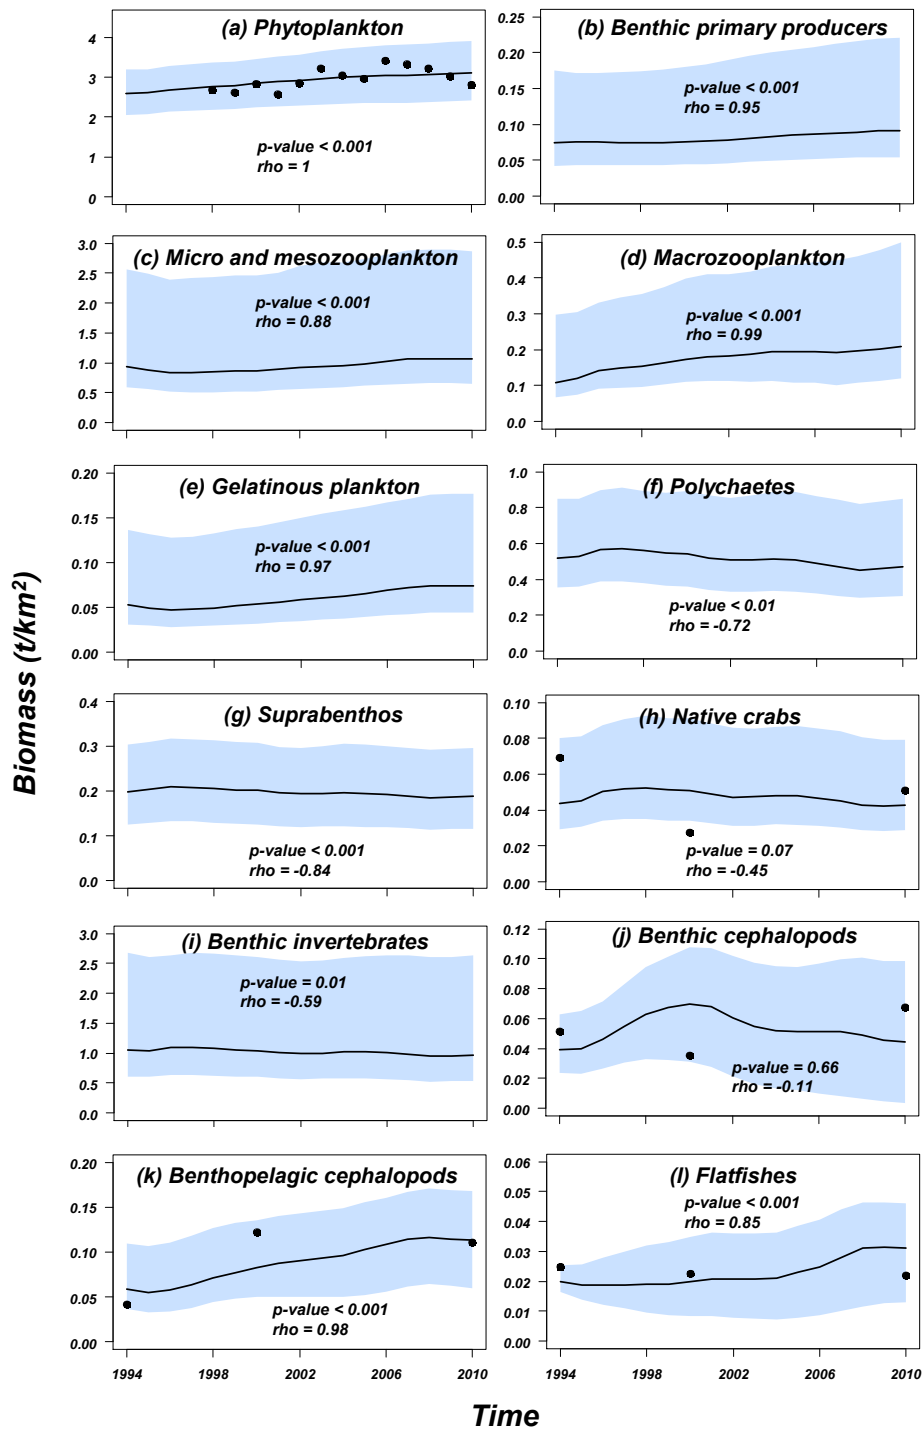 (a) Phytoplankton
4
3
2
1
0
p-value < 0.001
rho = 1
(b) Benthic primary producers
0.25
0.20
0.15
0.10
0.05
0.00
p-value < 0.001
rho = 0.95
(c) Micro and mesozooplankton
3.0
2.5
2.0
1.5
1.0
0.5
0.0
p-value < 0.001
rho = 0.88
(d) Macrozooplankton
0.5
0.4
0.3
0.2
0.1
0.0
p-value < 0.001
rho = 0.99
(e) Gelatinous plankton
0.20
0.15
0.10
0.05
0.00
p-value < 0.001
rho = 0.97
(f) Polychaetes
1.0
0.8
0.6
0.4
0.2
0.0
p-value < 0.01
rho = -0.72
Biomass (t/km²)
(g) Suprabenthos
0.4
0.3
0.2
0.1
0.0
p-value < 0.001
rho = -0.84
(h) Native crabs
0.10
0.08
0.06
0.04
0.02
0.00
p-value = 0.07
rho = -0.45
(i) Benthic invertebrates
3.0
2.5
2.0
1.5
1.0
0.5
0.0
p-value = 0.01
rho = -0.59
(j) Benthic cephalopods
0.12
0.10
0.08
0.06
0.04
0.02
0.00
p-value = 0.66
rho = -0.11
(k) Benthopelagic cephalopods
0.20
0.15
0.10
0.05
0.00
p-value < 0.001
rho = 0.98
1994 1998 2002 2006 2010
(l) Flatfishes
0.06
0.05
0.04
0.03
0.02
0.01
0.00
p-value < 0.001
rho = 0.85
1994 1998 2002 2006 2010
Time